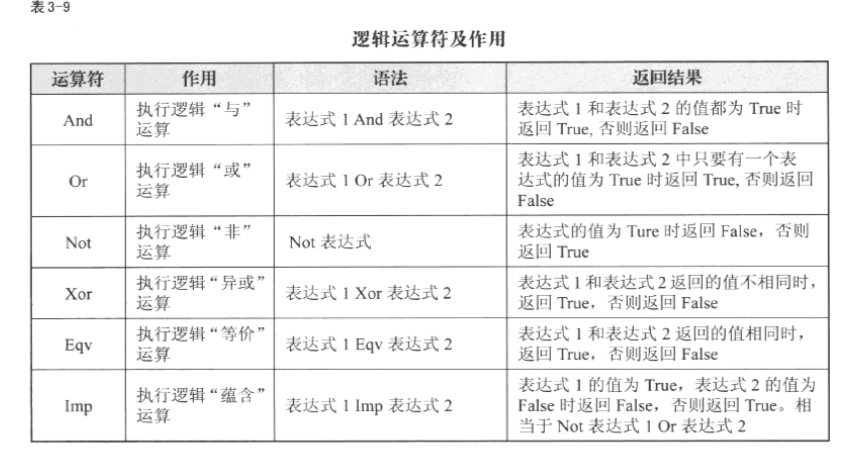 表3-9
逻辑运算符及作用
运算符 作用 语法 返回结果
And
执行逻辑“与”
运算
表达式 1 And 表达式 2
表达式 1 和表达式 2 的值都为 True 时
返回 True, 否则返回 False
Or
执行逻辑“或”
运算
表达式 1 Or 表达式 2
表达式 1 和表达式 2 中只要有一个表
达式的值为 True 时返回 True, 否则返回
False
Not
执行逻辑“非”
运算
Not 表达式
表达式的值为 Ture 时返回 False，否则
返回 True
Xor
执行逻辑“异或”
运算
表达式 1 Xor 表达式 2
表达式 1 和表达式 2 返回的值不相同时，
返回 True，否则返回 False
Eqv
执行逻辑“等价”
运算
表达式 1 Eqv 表达式 2
表达式 1 和表达式 2 返回的值相同时，
返回 True，否则返回 False
Imp
执行逻辑“蕴含”
运算
表达式 1 Imp 表达式 2
表达式 1 的值为 True，表达式 2 的值为
False 时返回 False，否则返回 True。相
当于 Not 表达式 1 Or 表达式 2